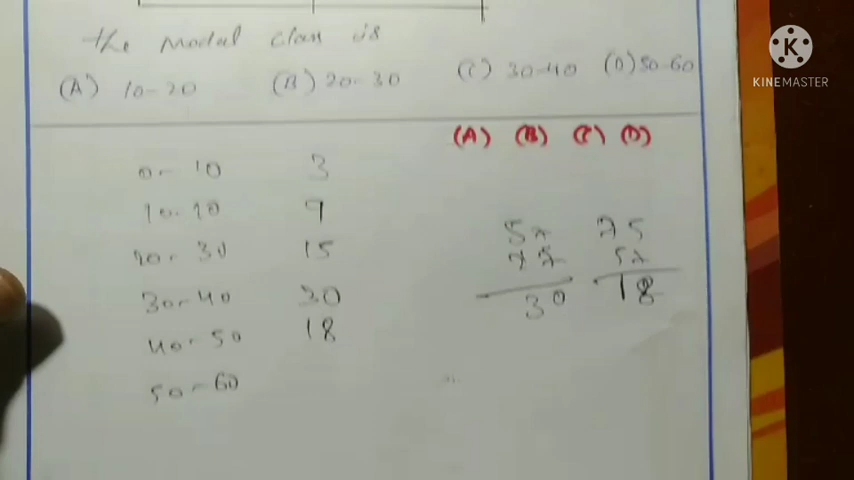 the modal class is
(A) 10-20 (B) 20-30 (C) 30-40 (D) 50-60
(A) (B) (C) (D)
0-10 3
10-20 9
20-30 15
30-40 30
40-50 18
50-60
57 75
27 57
30 18
K
KINEMASTER